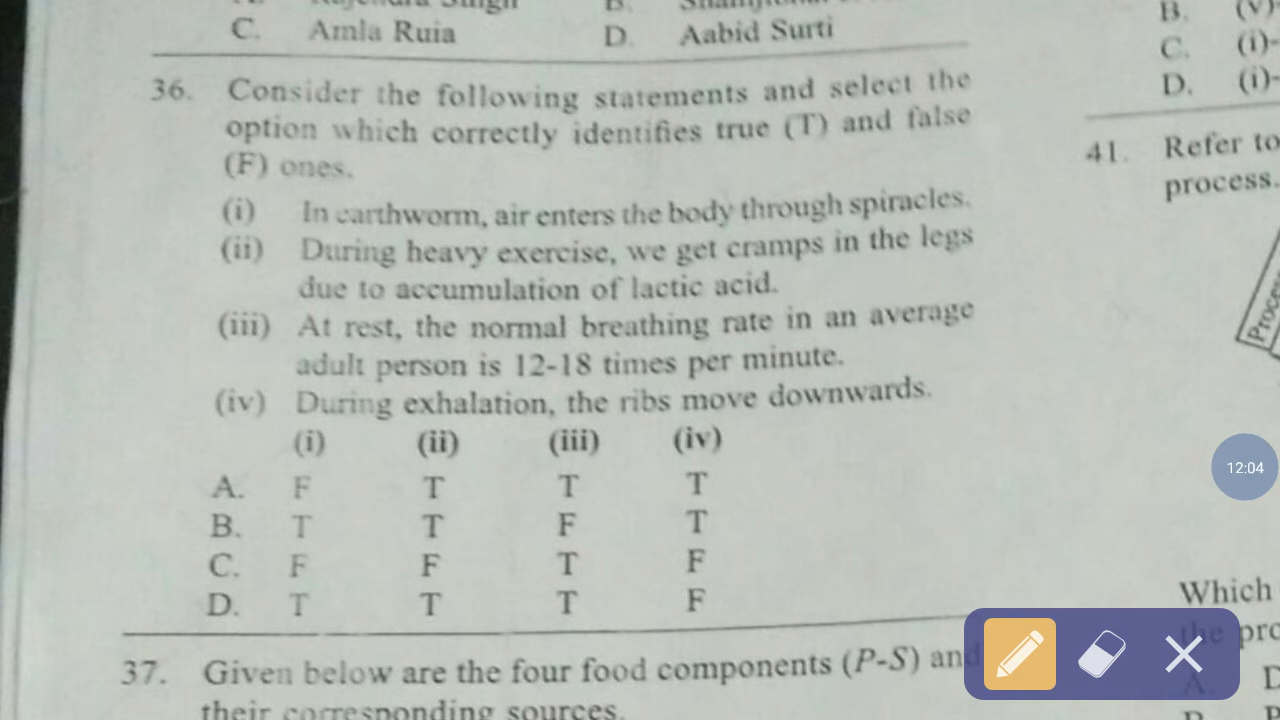 C. Amla Ruia D. Aabid Surti
36. Consider the following statements and select the
option which correctly identifies true (T) and false
(F) ones.
(i) In earthworm, air enters the body through spiracles.
(ii) During heavy exercise, we get cramps in the legs
due to accumulation of lactic acid.
(iii) At rest, the normal breathing rate in an average
adult person is 12-18 times per minute.
(iv) During exhalation, the ribs move downwards.
(i) (ii) (iii) (iv)
A. F T T T
B. T T F T
C. F F T F
D. T T T F
37. Given below are the four food components (P-S) and
their corresponding sources.
B. (v)-
C. (i)-
D. (i)-
41. Refer to
process.
12:04
Which
the